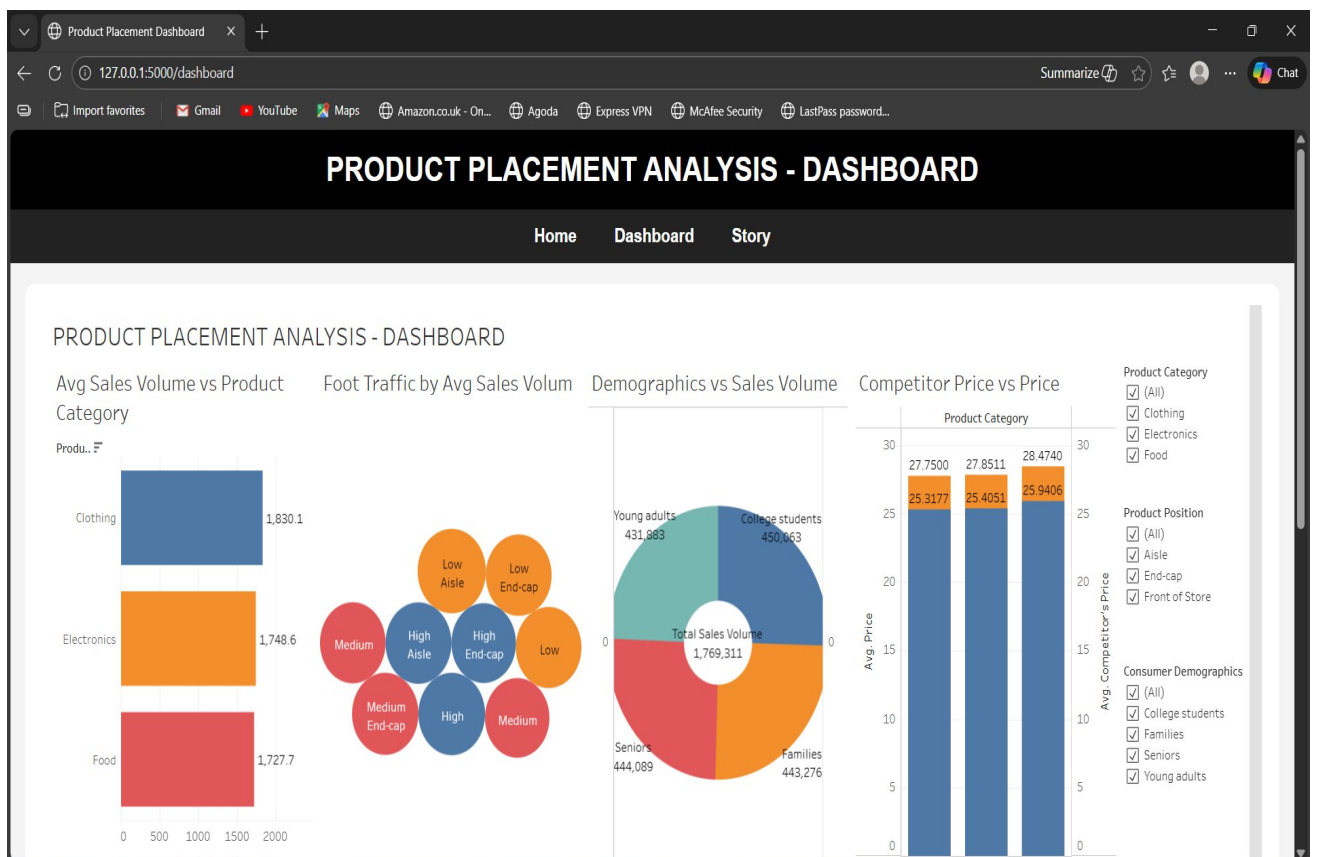 Product Placement Dashboard
127.0.0.1:5000/dashboard
Summarize
Chat
Import favorites
Gmail
YouTube
Maps
Amazon.co.uk - On...
Agoda
Express VPN
McAfee Security
LastPass password...
PRODUCT PLACEMENT ANALYSIS - DASHBOARD
Home Dashboard Story
PRODUCT PLACEMENT ANALYSIS - DASHBOARD
Avg Sales Volume vs Product
Category
Produ..
Clothing
1,830.1
Electronics
1,748.6
Food
1,727.7
0 500 1000 1500 2000
Foot Traffic by Avg Sales Volum
Low
Aisle
Low
End-cap
Medium
High
Aisle
High
End-cap
Low
Medium
End-cap
High
Medium
Demographics vs Sales Volume
Young adults
431,883
College students
450,063
0
Total Sales Volume
1,769,311
0
Seniors
444,089
Families
443,276
Competitor Price vs Price
Product Category
30
25
20
15
10
5
0
Avg. Price
27.7500 27.8511 28.4740
25.3177 25.4051 25.9406
30
25
20
15
10
5
0
Avg. Competitor's Price
Product Category
(All)
Clothing
Electronics
Food
Product Position
(All)
Aisle
End-cap
Front of Store
Consumer Demographics
(All)
College students
Families
Seniors
Young adults